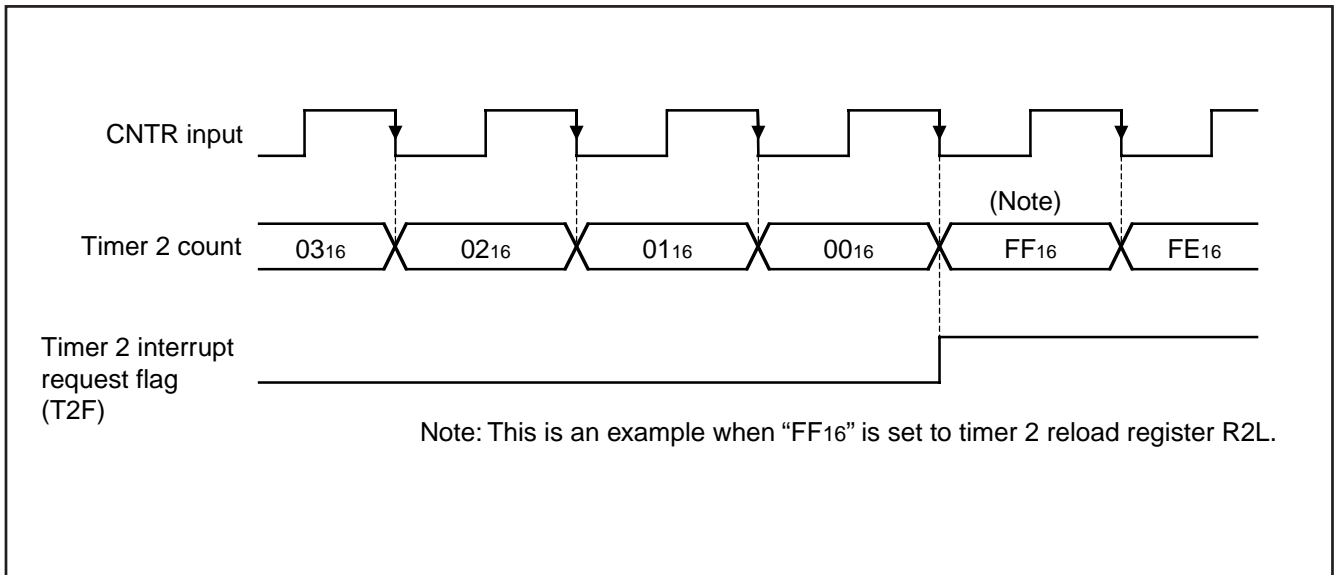 CNTR input
(Note)
Timer 2 count
0316 0216 0116 0016 FF16 FE16
Timer 2 interrupt
request flag
(T2F)
Note: This is an example when “FF16” is set to timer 2 reload register R2L.